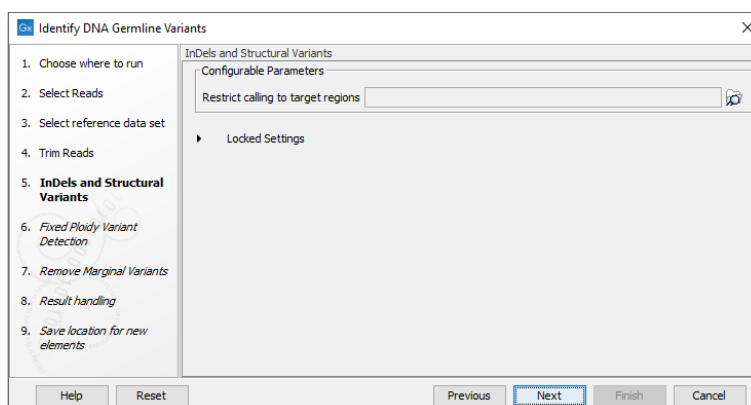 Gx Identify DNA Germline Variants
1. Choose where to run
2. Select Reads
3. Select reference data set
4. Trim Reads
5. InDels and Structural
Variants
6. Fixed Ploidy Variant
Detection
7. Remove Marginal Variants
8. Result handling
9. Save location for new
elements
InDels and Structural Variants
Configurable Parameters
Restrict calling to target regions
Locked Settings
Help Reset Previous Next Finish Cancel